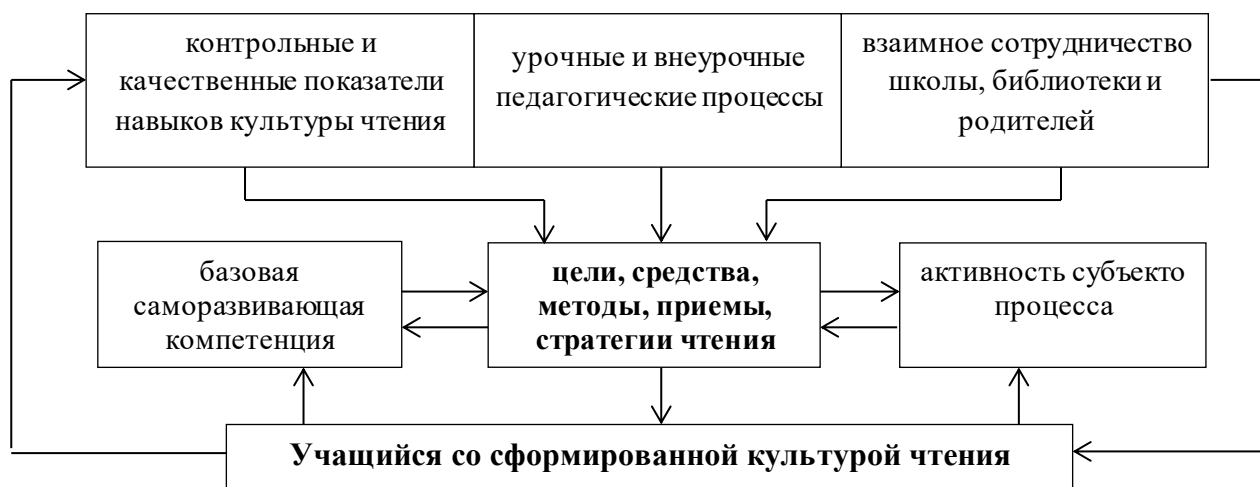 контрольные и
качественные показатели
навыков культуры чтения
урочные и внеурочные
педагогические процессы
взаимное сотрудничество
школы, библиотеки и
родителей
базовая
саморазвивающая
компетенция
цели, средства,
методы, приемы,
стратегии чтения
активность субъекто
процесса
Учащийся со сформированной культурой чтения